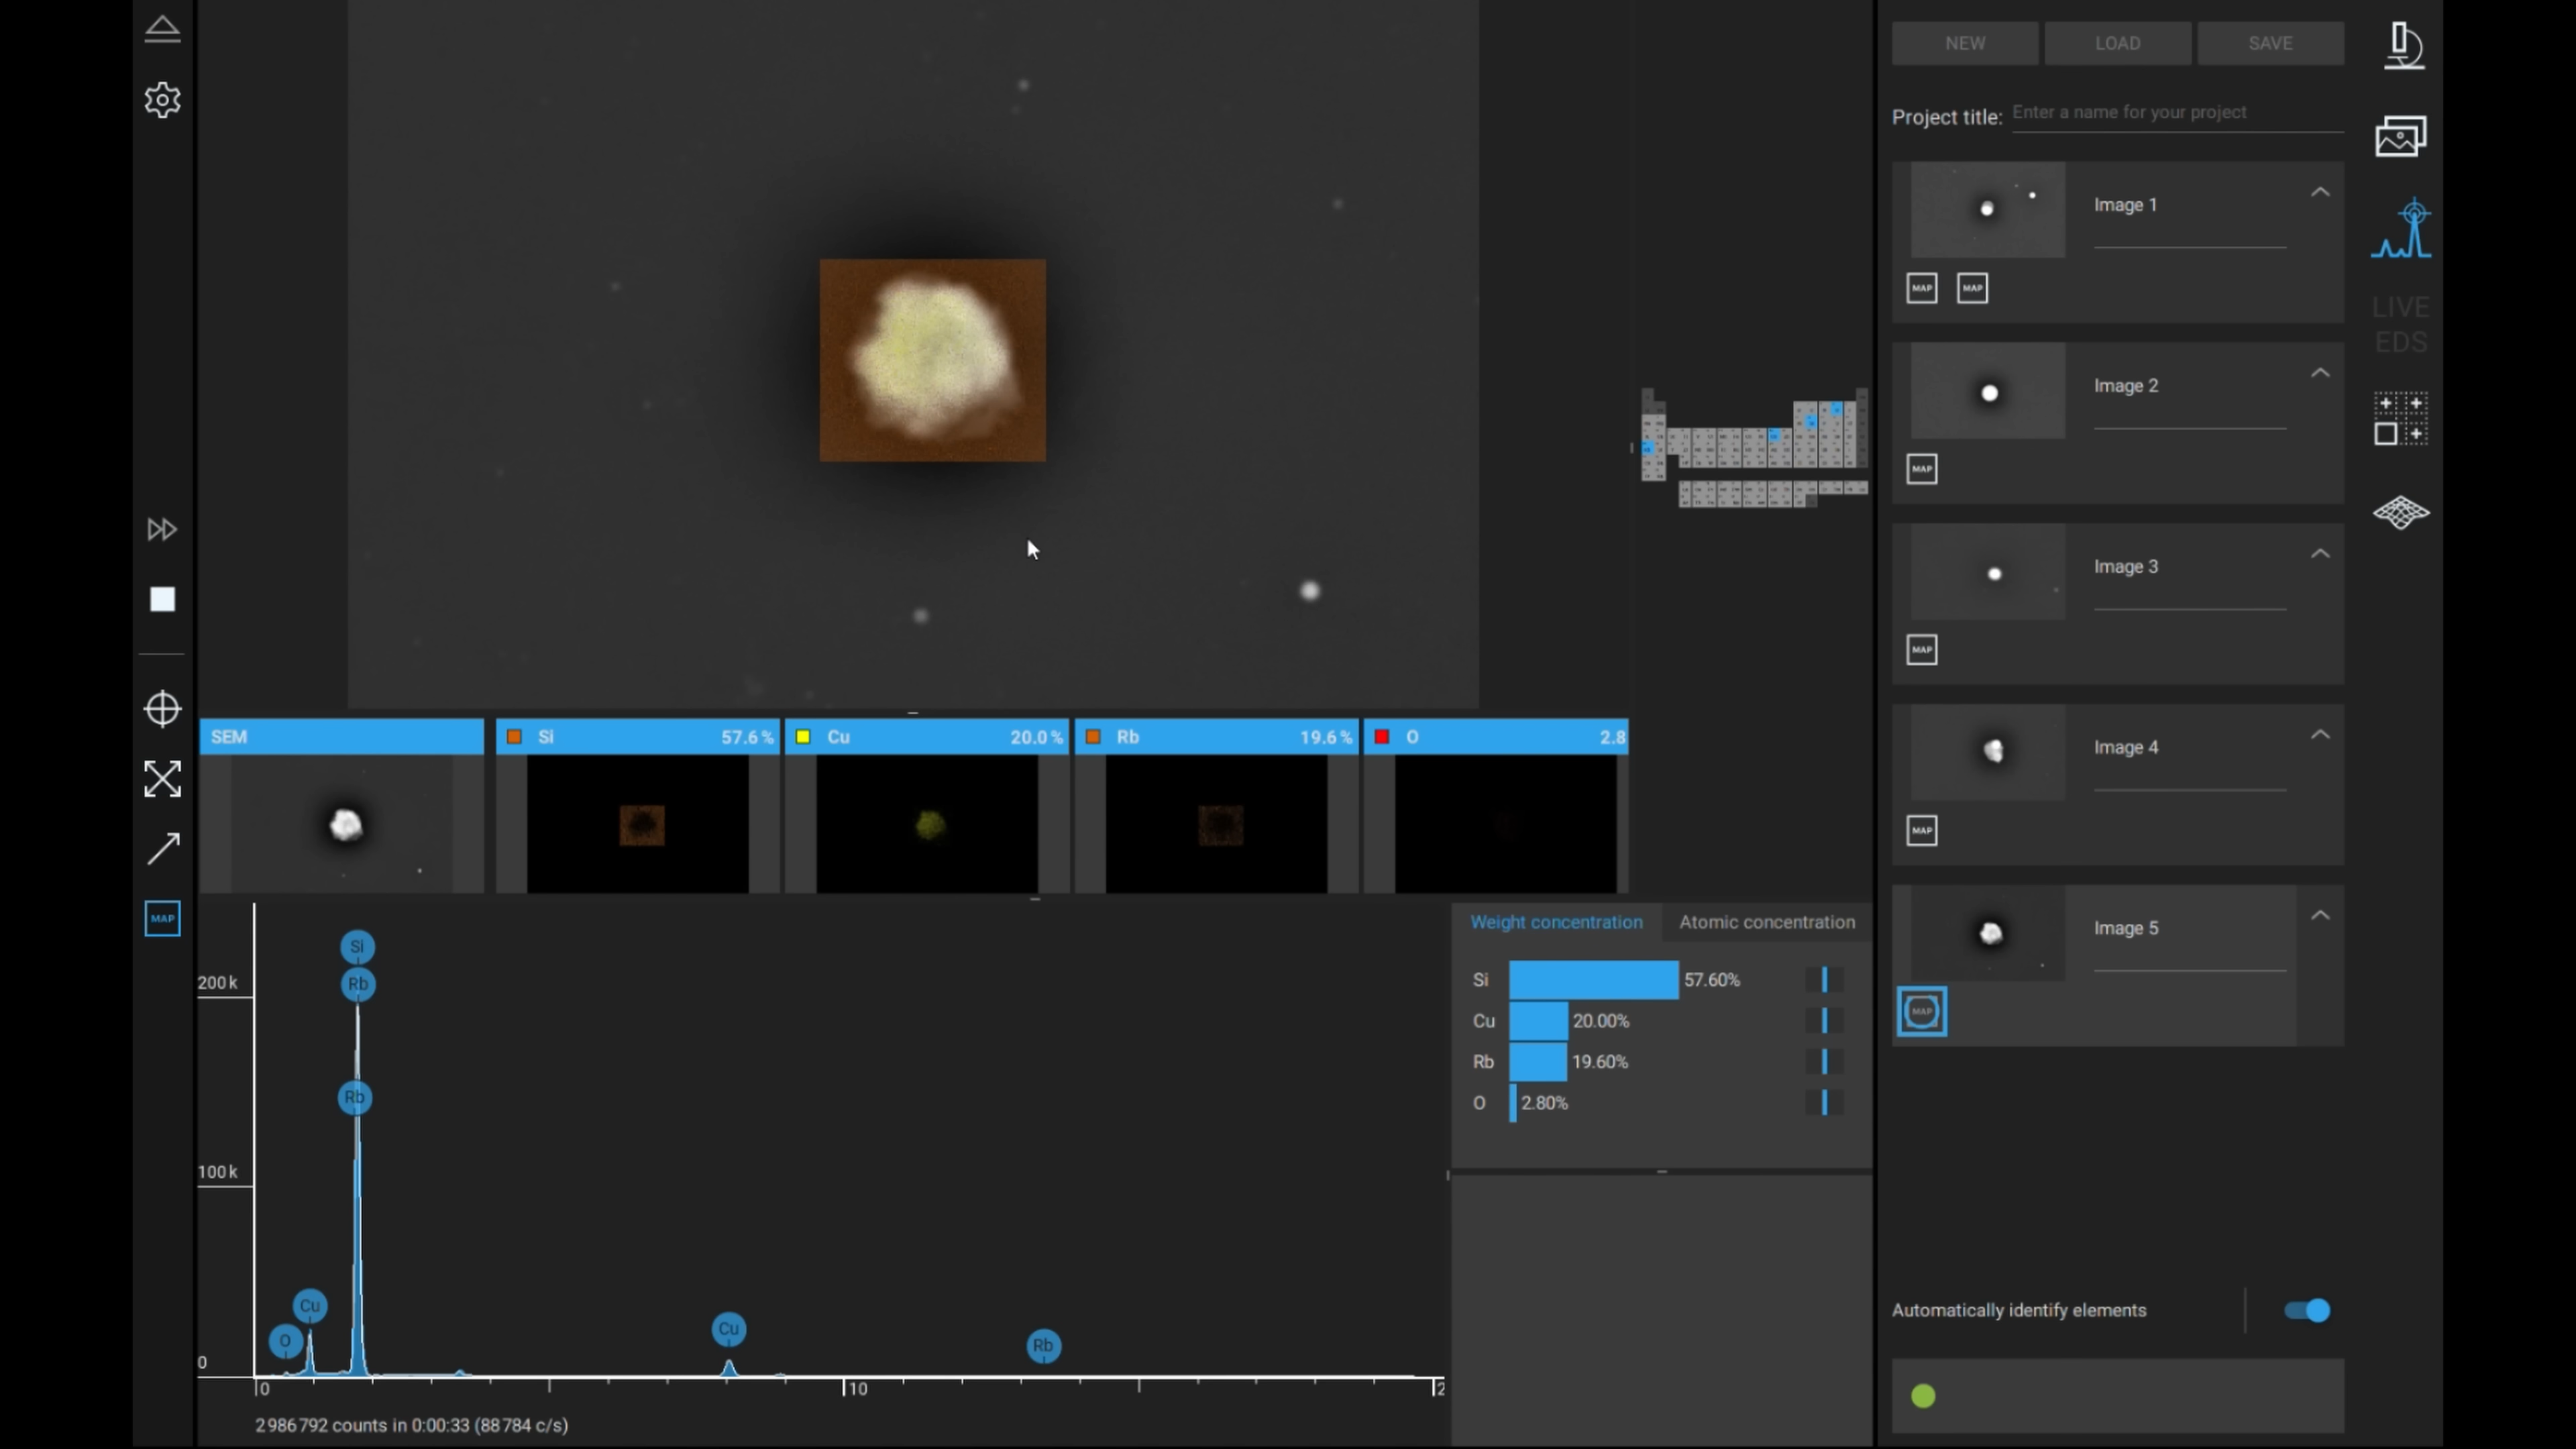 NEW
LOAD
SAVE
Project title:
Enter a name for your project
Image 1
MAP
MAP
LIVE
EDS
Image 2
MAP
Image 3
MAP
Image 4
MAP
Image 5
MAP
SEM
Si
57.6 %
Cu
20.0 %
Rb
19.6 %
O
2.8
MAP
Si
Rb
Rb
Cu
O
Cu
Rb
200 k
100 k
0
0
10
2
2 986 792 counts in 0:00:33 (88 784 c/s)
Weight concentration
Atomic concentration
Si
57.60%
Cu
20.00%
Rb
19.60%
O
2.80%
Automatically identify elements